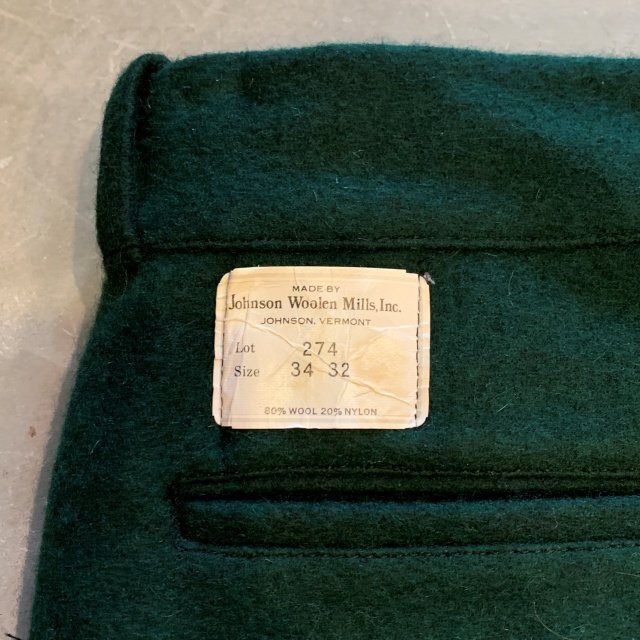 MADE BY
Johnson Woolen Mills, Inc.
JOHNSON, VERMONT
Lot 274
Size 34 32
80% WOOL 20% NYLON